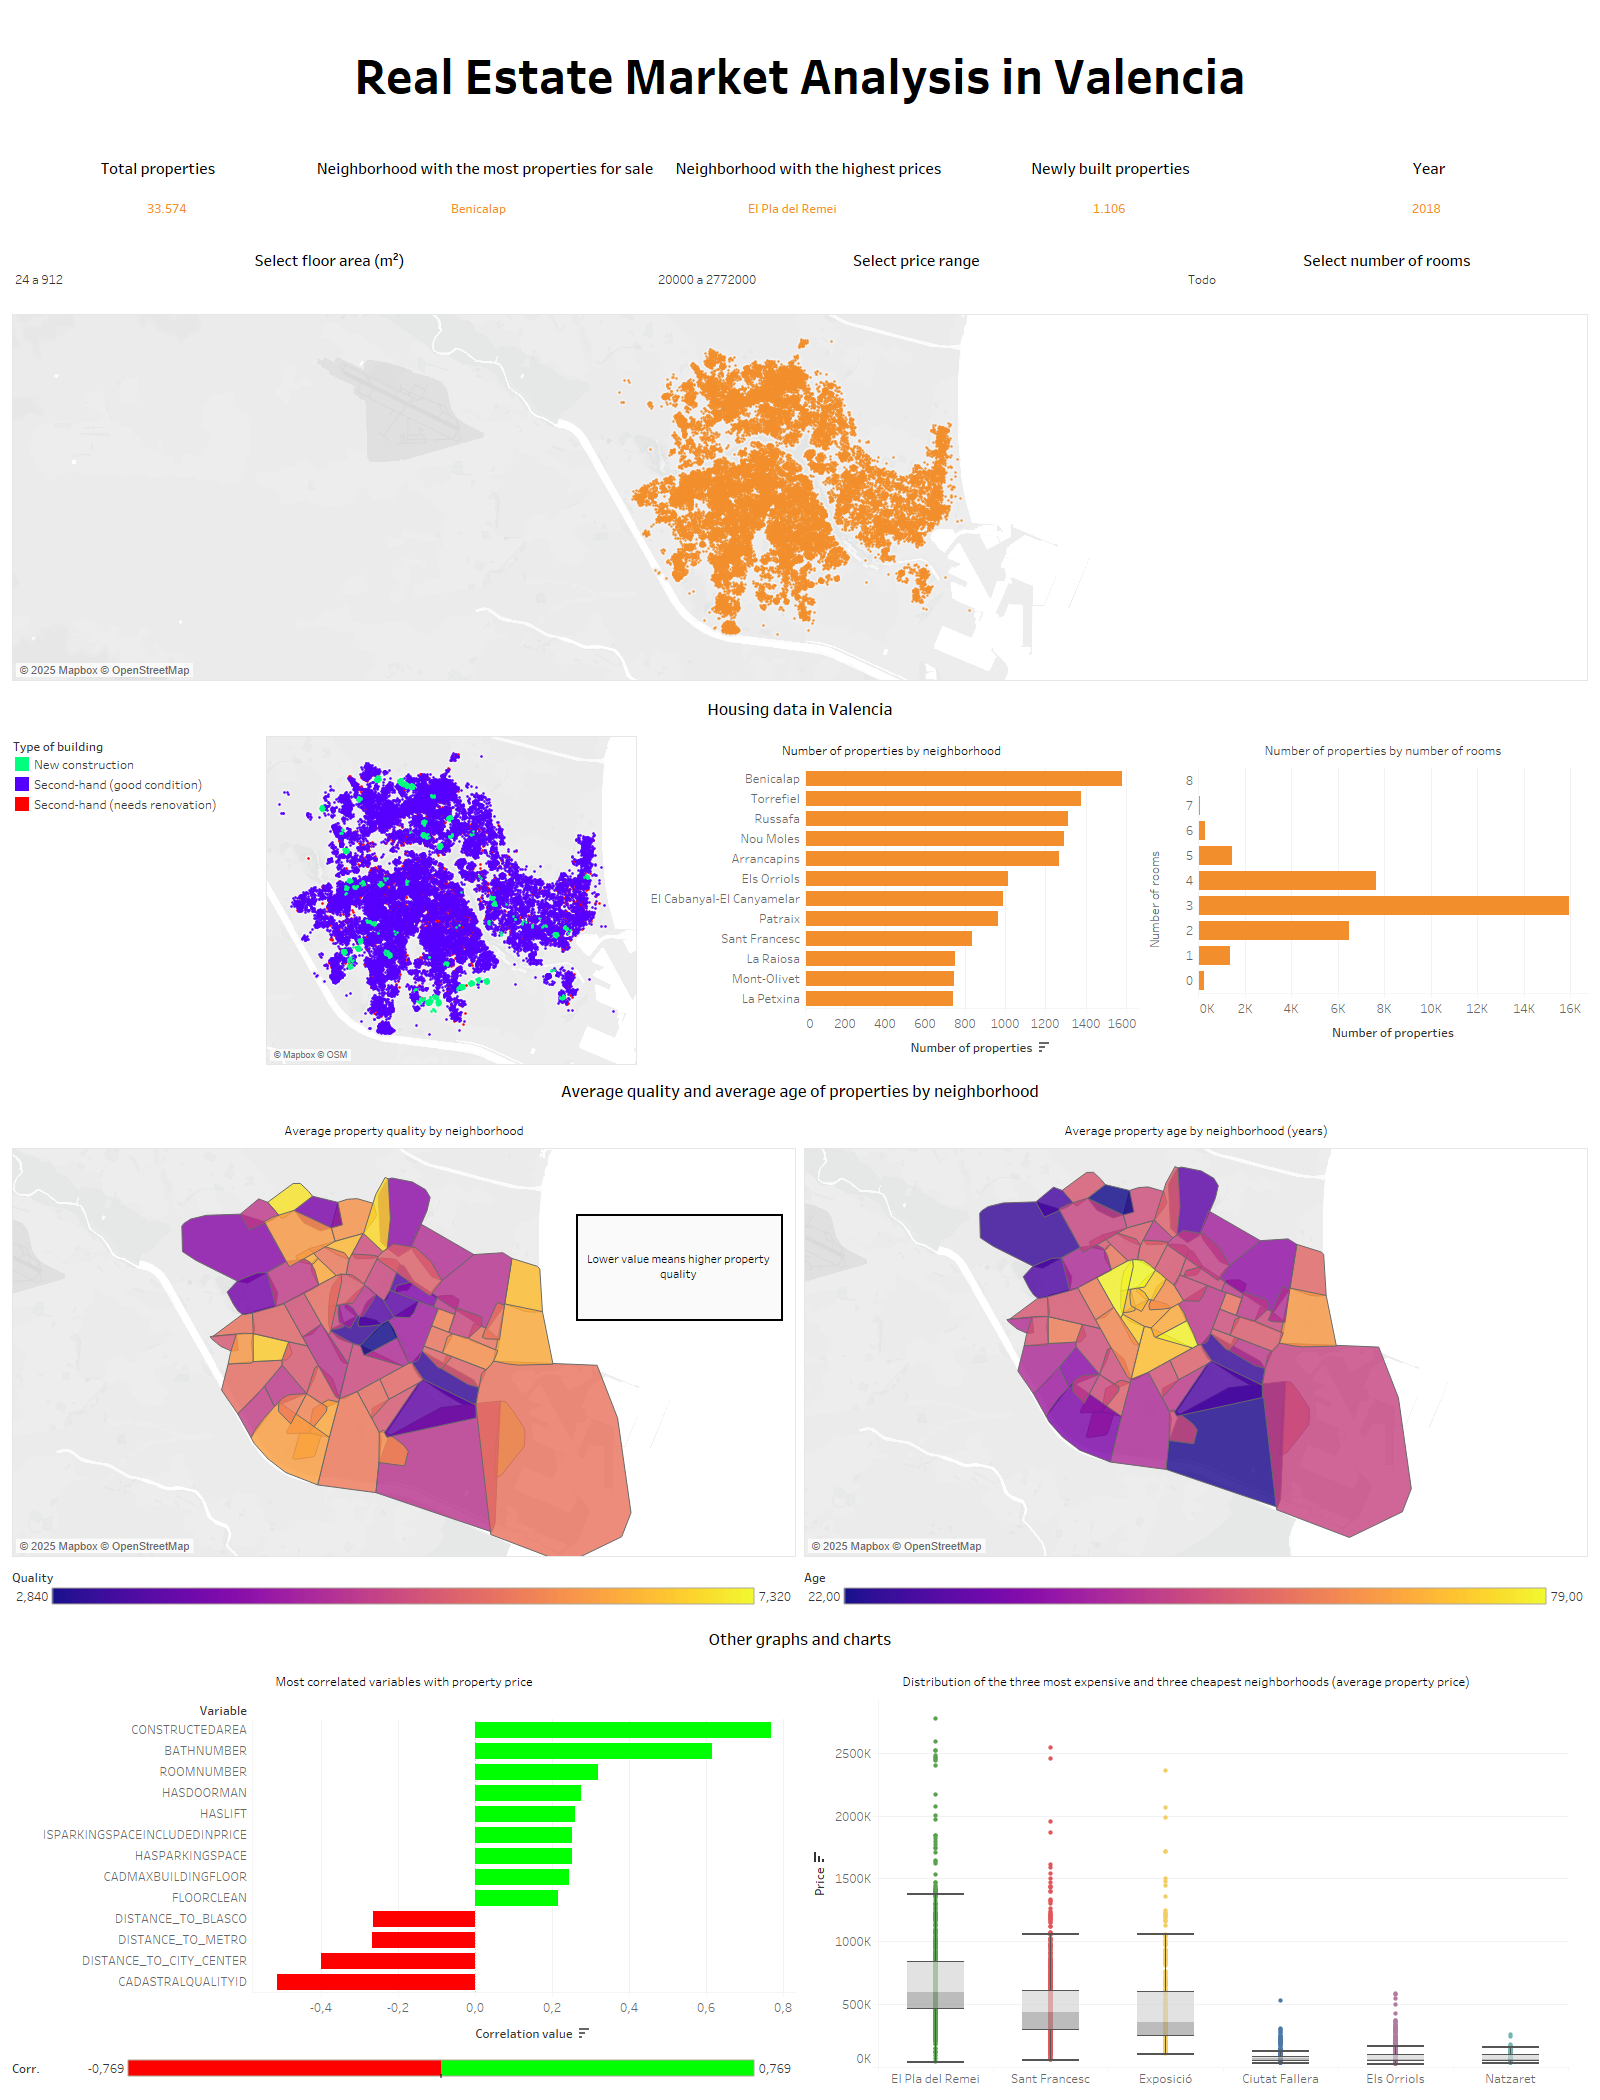 Real Estate Market Analysis in Valencia
Total properties
Neighborhood with the most properties for sale
Neighborhood with the highest prices
Newly built properties
Year
33.574
Benicalap
El Pla del Remei
1.106
2018
Select floor area (m²)
Select price range
Select number of rooms
24 a 912
20000 a 2772000
Todo
© 2025 Mapbox © OpenStreetMap
Housing data in Valencia
Type of building
New construction
Second-hand (good condition)
Second-hand (needs renovation)
© Mapbox © OSM
Number of properties by neighborhood
Benicalap
Torrefiel
Russafa
Nou Moles
Arrancapins
Els Orriols
El Cabanyal-El Canyamelar
Patraix
Sant Francesc
La Raiosa
Mont-Olivet
La Petxina
0 200 400 600 800 1000 1200 1400 1600
Number of properties
Number of properties by number of rooms
Number of rooms
8
7
6
5
4
3
2
1
0
0K 2K 4K 6K 8K 10K 12K 14K 16K
Number of properties
Average quality and average age of properties by neighborhood
Average property quality by neighborhood
Lower value means higher property
quality
© 2025 Mapbox © OpenStreetMap
Quality
2,840
7,320
Average property age by neighborhood (years)
© 2025 Mapbox © OpenStreetMap
Age
22,00
79,00
Other graphs and charts
Most correlated variables with property price
Variable
CONSTRUCTEDAREA
BATHNUMBER
ROOMNUMBER
HASDOORMAN
HASLIFT
ISPARKINGSPACEINCLUDEDINPRICE
HASPARKINGSPACE
CADMAXBUILDINGFLOOR
FLOORCLEAN
DISTANCE_TO_BLASCO
DISTANCE_TO_METRO
DISTANCE_TO_CITY_CENTER
CADASTRALQUALITYID
-0,4 -0,2 0,0 0,2 0,4 0,6 0,8
Correlation value
Corr.
-0,769
0,769
Distribution of the three most expensive and three cheapest neighborhoods (average property price)
Price
2500K
2000K
1500K
1000K
500K
0K
El Pla del Remei
Sant Francesc
Exposició
Ciutat Fallera
Els Orriols
Natzaret